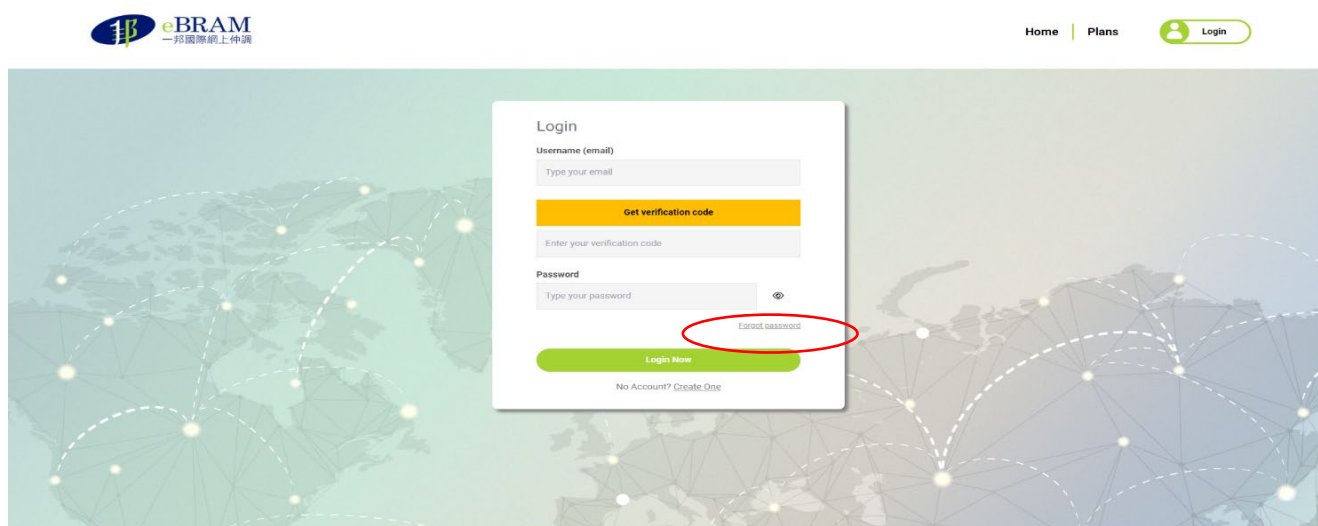 eBRAM
一邦國際網上仲調
Home
Plans
Login
Login
Username (email)
Type your email
Get verification code
Enter your verification code
Password
Type your password
Forgot password
Login Now
No Account? Create One